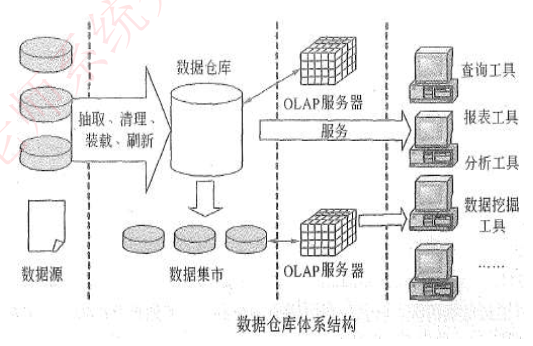 数据仓库
OLAP服务器
查询工具
抽取、清理、
装载、刷新
服务
报表工具
分析工具
数据挖掘
工具
数据源
数据集市
OLAP服务器
……
数据仓库体系结构